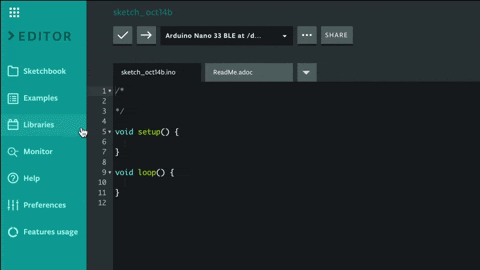 sketch_oct14b
EDITOR
Arduino Nano 33 BLE at /d...
SHARE
Sketchbook
Examples
Libraries
Monitor
Help
Preferences
Features usage
sketch_oct14b.ino
ReadMe.adoc
1 /*
2
3 */
4
5 void setup() {
6
7 }
8
9 void loop() {
10
11 }
12